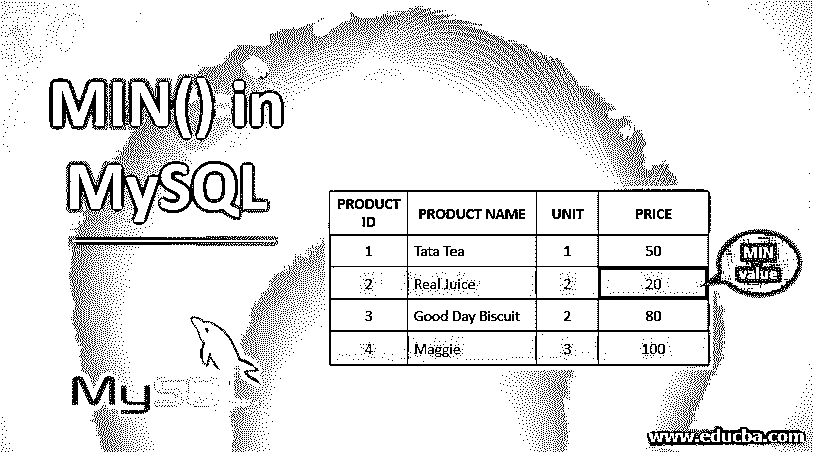 MIN() in
MySQL
PRODUCT ID PRODUCT NAME UNIT PRICE
1 Tata Tea 1 50
2 Real Juice 2 20
3 Good Day Biscuit 2 80
4 Maggie 3 100
MIN
value
MySQL
www.educba.com